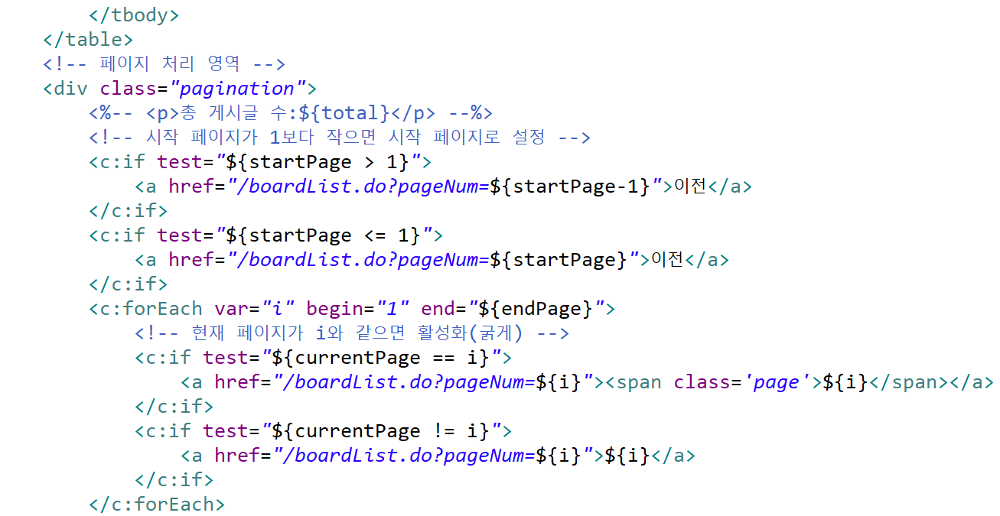 </tbody>
</table>
<!-- 페이지 처리 영역 -->
<div class="pagination">
<%-- <p>총 게시글 수:${total}</p> --%>
<!-- 시작 페이지가 1보다 작으면 시작 페이지로 설정 -->
<c:if test="${startPage > 1}">
<a href="/boardList.do?pageNum=${startPage-1}">이전</a>
</c:if>
<c:if test="${startPage <= 1}">
<a href="/boardList.do?pageNum=${startPage}">이전</a>
</c:if>
<c:forEach var="i" begin="1" end="${endPage}">
<!-- 현재 페이지가 i와 같으면 활성화(굵게) -->
<c:if test="${currentPage == i}">
<a href="/boardList.do?pageNum=${i}"><span class='page'>${i}</span></a>
</c:if>
<c:if test="${currentPage != i}">
<a href="/boardList.do?pageNum=${i}">${i}</a>
</c:if>
</c:forEach>